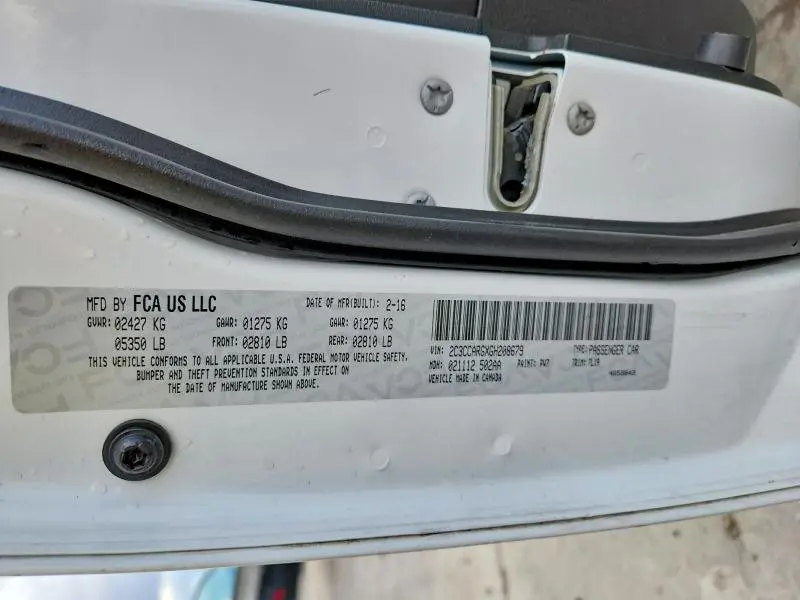 MFD BY FCA US LLC DATE OF MFR(BUILT): 2-16
GVWR: 02427 KG GAWR: 01275 KG GAWR: 01275 KG
05350 LB FRONT: 02810 LB REAR: 02810 LB
THIS VEHICLE CONFORMS TO ALL APPLICABLE U.S.A. FEDERAL MOTOR VEHICLE SAFETY,
BUMPER AND THEFT PREVENTION STANDARDS IN EFFECT ON
THE DATE OF MANUFACTURE SHOWN ABOVE.
VIN: 2C3CCARGXGH208679 TYPE: PASSENGER CAR
MDH: 021112 502AA PAINT: PW7 TRIM: TLX9
VEHICLE MADE IN CANADA